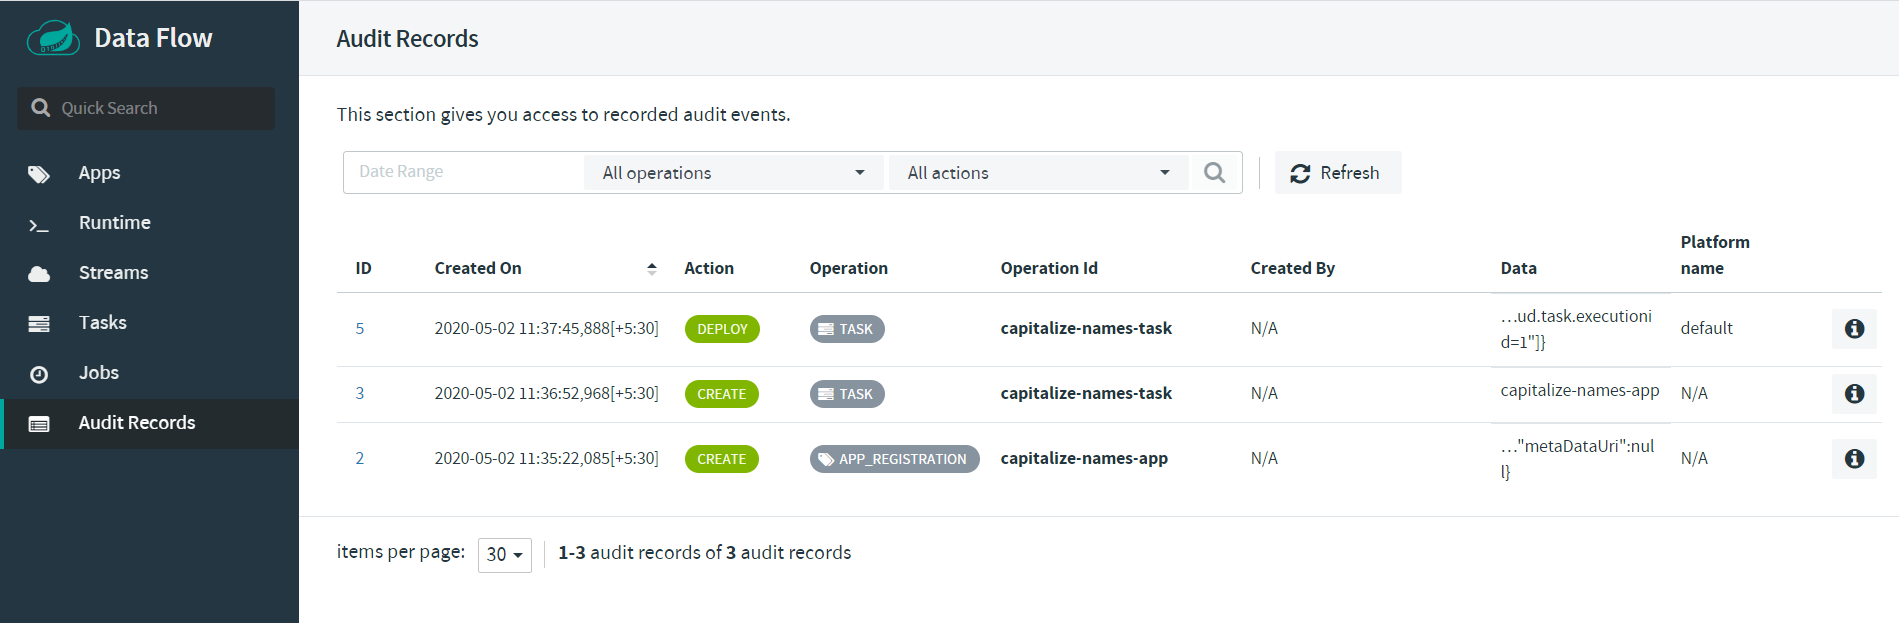 Data Flow
Quick Search
Apps
Runtime
Streams
Tasks
Jobs
Audit Records
Audit Records
This section gives you access to recorded audit events.
Date Range All operations All actions Refresh
ID Created On Action Operation Operation Id Created By Data Platform name
5 2020-05-02 11:37:45,888[+5:30] DEPLOY TASK capitalize-names-task N/A …ud.task.executioni
d=1"]} default
3 2020-05-02 11:36:52,968[+5:30] CREATE TASK capitalize-names-task N/A capitalize-names-app N/A
2 2020-05-02 11:35:22,085[+5:30] CREATE APP_REGISTRATION capitalize-names-app N/A …"metaDataUri":nul
l} N/A
items per page: 30 1-3 audit records of 3 audit records